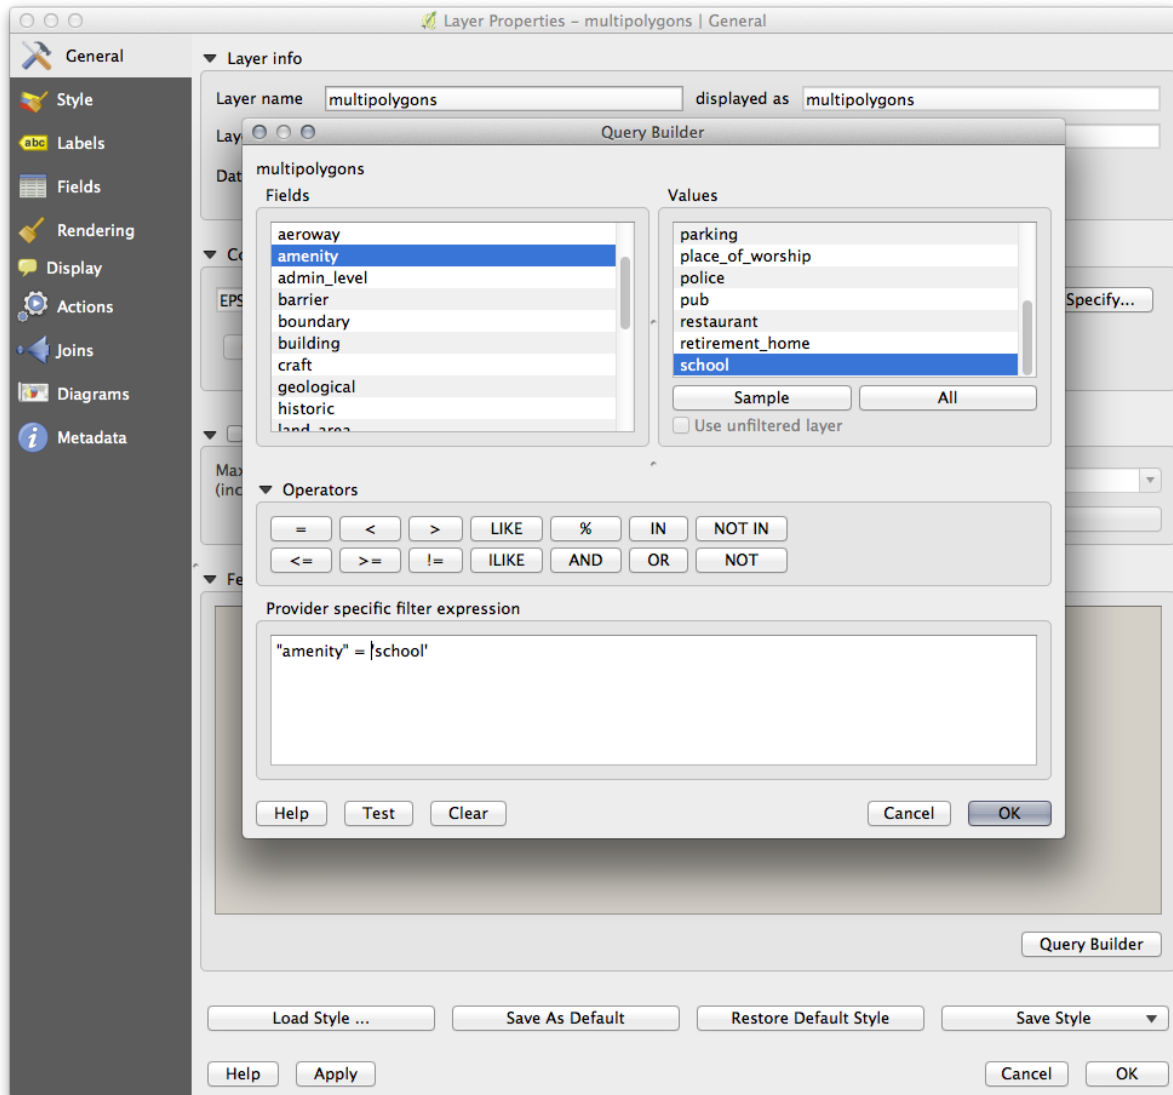 Layer Properties – multipolygons | General
General
Style
abc Labels
Fields
Rendering
Display
Actions
Joins
Diagrams
Metadata
Layer info
Layer name multipolygons displayed as multipolygons
Query Builder
multipolygons
Fields
aeroway
amenity
admin_level
barrier
boundary
building
craft
geological
historic
land_area
Values
parking
place_of_worship
police
pub
restaurant
retirement_home
school
Sample All
Use unfiltered layer
Specify...
Operators
= < > LIKE % IN NOT IN
<= >= != ILIKE AND OR NOT
Provider specific filter expression
"amenity" = 'school'
Help Test Clear Cancel OK
Query Builder
Load Style ... Save As Default Restore Default Style Save Style
Help Apply Cancel OK